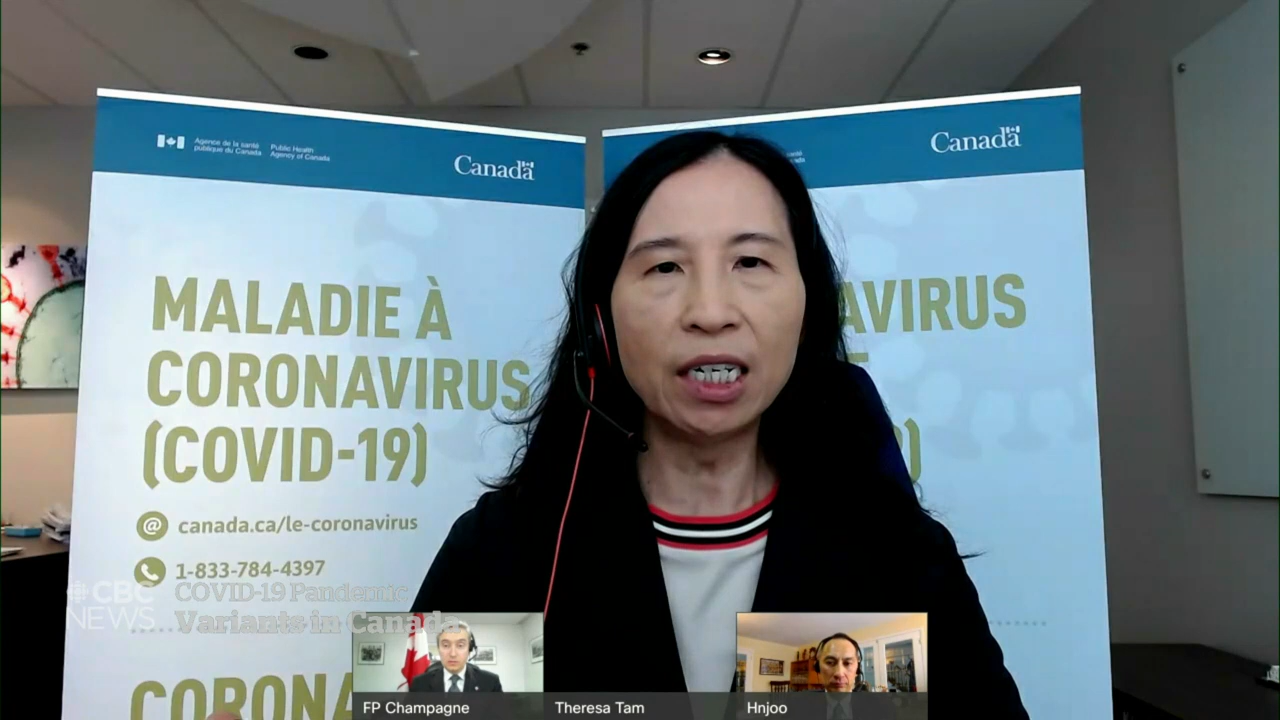 Agence de la santé
publique du Canada
Public Health
Agency of Canada
Canada
Canada
MALADIE À
CORONAVIRUS
(COVID-19)
AVIRUS
@ canada.ca/le-coronavirus
1-833-784-4397
CBC
NEWS
COVID-19 Pandemic
Variants in Canada
CORONA
FP Champagne
Theresa Tam
Hnjoo